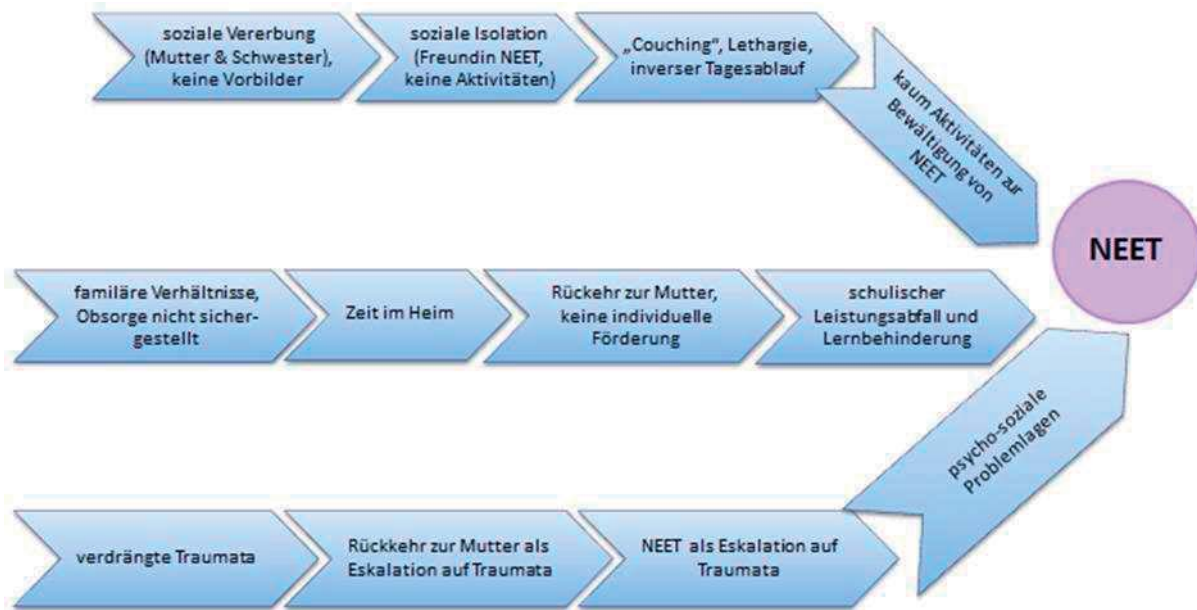 soziale Vererbung
(Mutter & Schwester),
keine Vorbilder
soziale Isolation
(Freundin NEET,
keine Aktivitäten)
„Couching“, Lethargie,
inverser Tagesablauf
kaum Aktivitäten zur
Bewältigung von
NEET
NEET
familäre Verhältnisse,
Obsorge nicht sicher-
gestellt
Zeit im Heim
Rückehr zur Mutter,
keine individuelle
Förderung
schulischer
Leistungsabfall und
Lernbehinderung
psycho-soziale
Problemlagen
verdrängte Traumata
Rückkehr zur Mutter als
Eskalation auf Traumata
NEET als Eskalation auf
Traumata